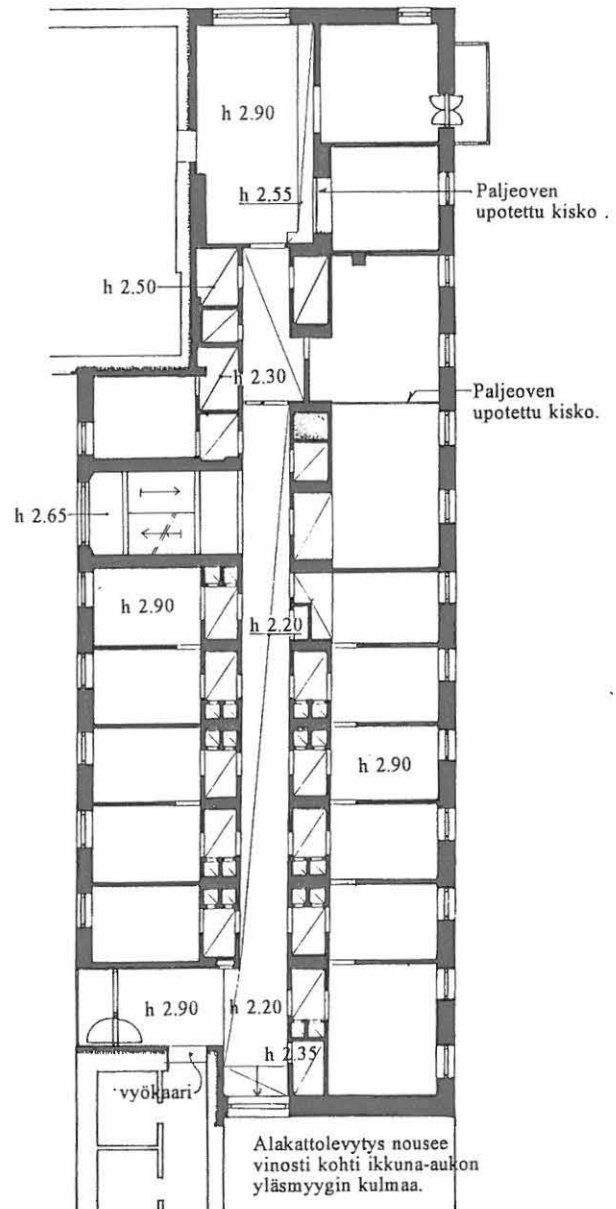 h 2.90
h 2.55
Paljeoven
upotettu kisko .
h 2.50
h 2.30
Paljeoven
upotettu kisko.
h 2.65
h 2.90
h 2.20
h 2.90
h 2.90
h 2.20
h 2.35
vyökaari
Alakattolevytys nousee
vinosti kohti ikkuna-aukon
yläsmyygin kulmaa.